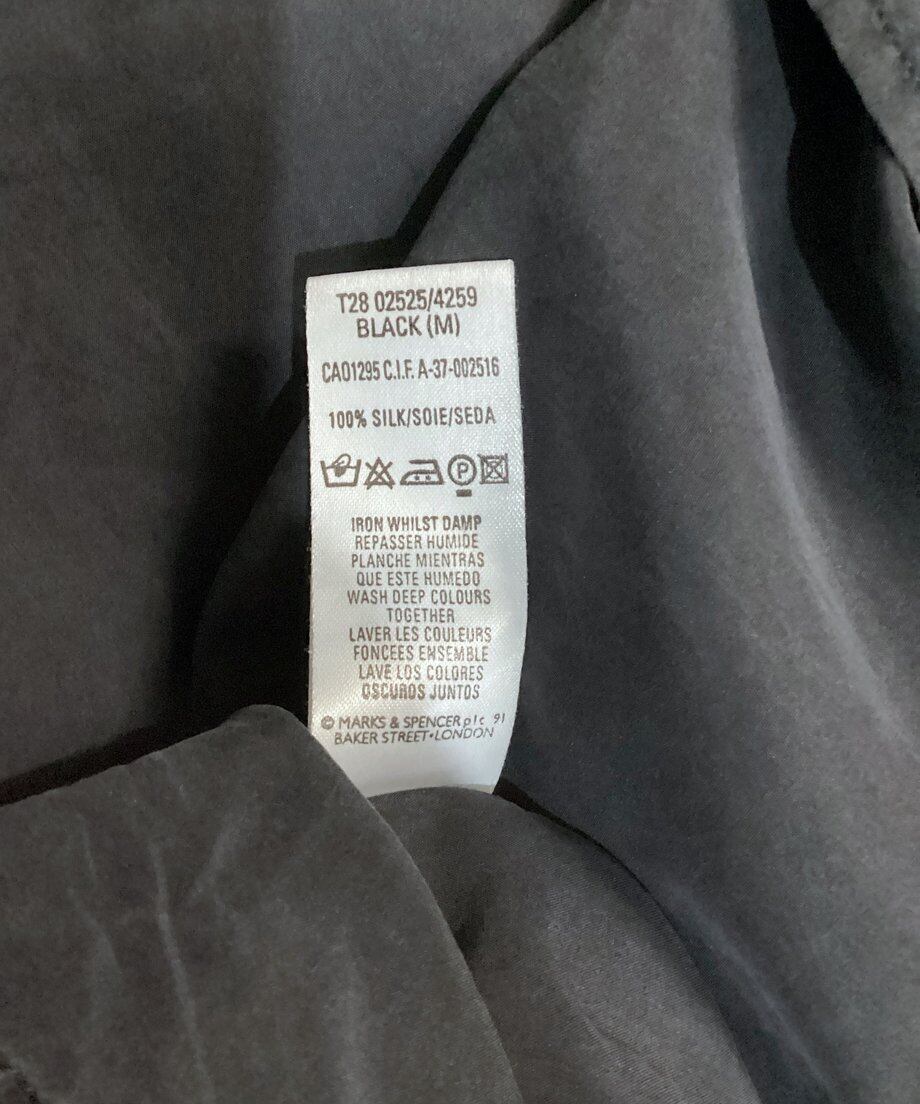 T28 02525/4259
BLACK (M)
CA01295 C.I.F. A-37-002516
100% SILK/SOIE/SEDA
P
IRON WHILST DAMP
REPASSER HUMIDE
PLANCHE MIENTRAS
QUE ESTE HUMEDO
WASH DEEP COLOURS
TOGETHER
LAVER LES COULEURS
FONCEES ENSEMBLE
LAVE LOS COLORES
OSCUROS JUNTOS
© MARKS & SPENCER plc 91
BAKER STREET•LONDON